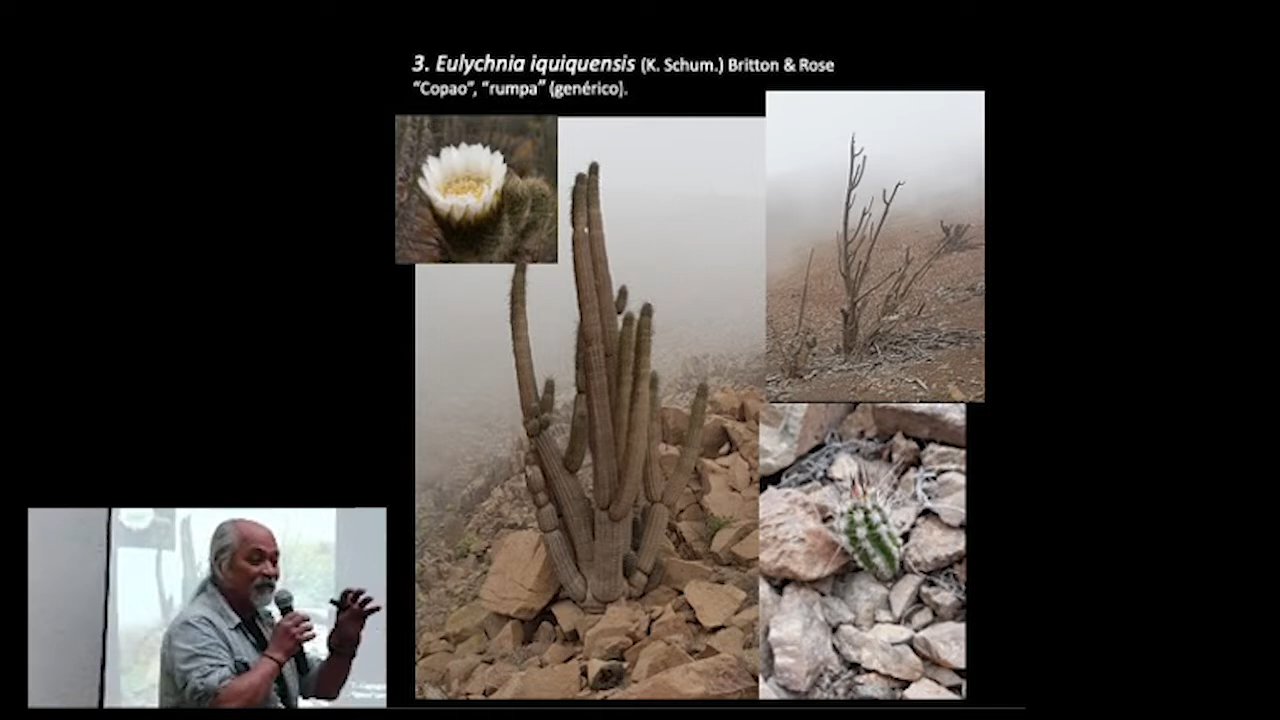 3. Eulychnia iquiquensis (K. Schum.) Britton & Rose
“Copao”, “rumpa” (genérico).